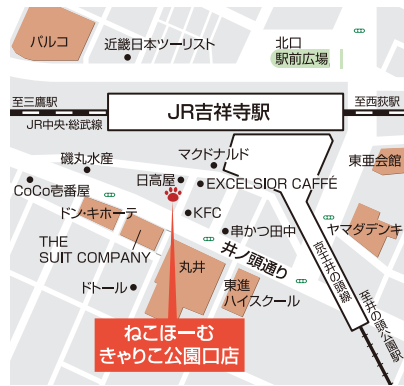 パルコ
近畿日本ツーリスト
北口
駅前広場
至三鷹駅
JR吉祥寺駅
至西荻駅
JR中央・総武線
磯丸水産
マクドナルド
東亜会館
日高屋
EXCELSIOR CAFFÉ
CoCo壱番屋
ドン・キホーテ
KFC
串かつ田中
ヤマダデンキ
THE
SUIT COMPANY
丸井
井ノ頭通り
京王井の頭線
ドトール
東進
ハイスクール
至井の頭公園駅
ねこほーむ
きゃりこ公園口店